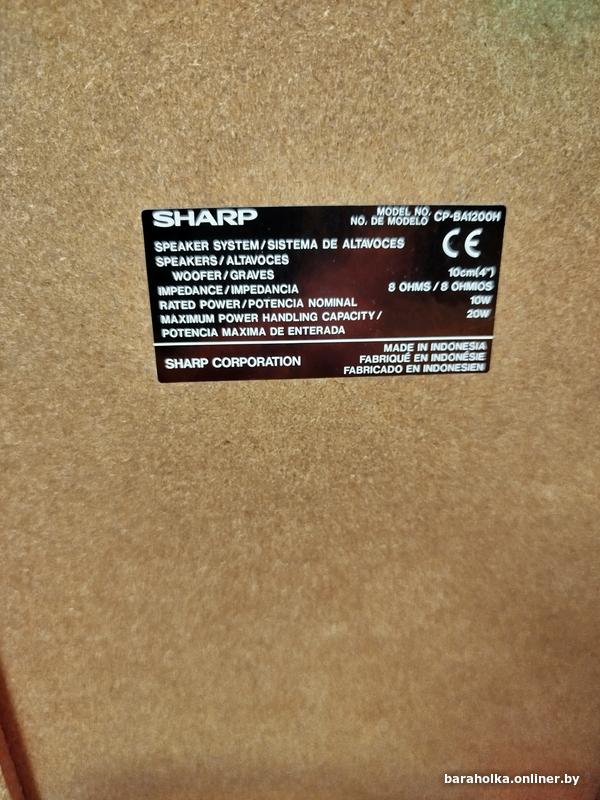 SHARP
MODEL NO.
NO. DE MODELO CP-BA1200H
SPEAKER SYSTEM/SISTEMA DE ALTAVOCES
CE
SPEAKERS/ALTAVOCES
WOOFER/GRAVES 10cm(4")
IMPEDANCE/IMPEDANCIA 8 OHMS/8 OHMIOS
RATED POWER/POTENCIA NOMINAL 10W
MAXIMUM POWER HANDLING CAPACITY/ 20W
POTENCIA MAXIMA DE ENTERADA
SHARP CORPORATION
MADE IN INDONESIA
FABRIQUÉ EN INDONÉSIE
FABRICADO EN INDONESIEN
baraholka.onliner.by